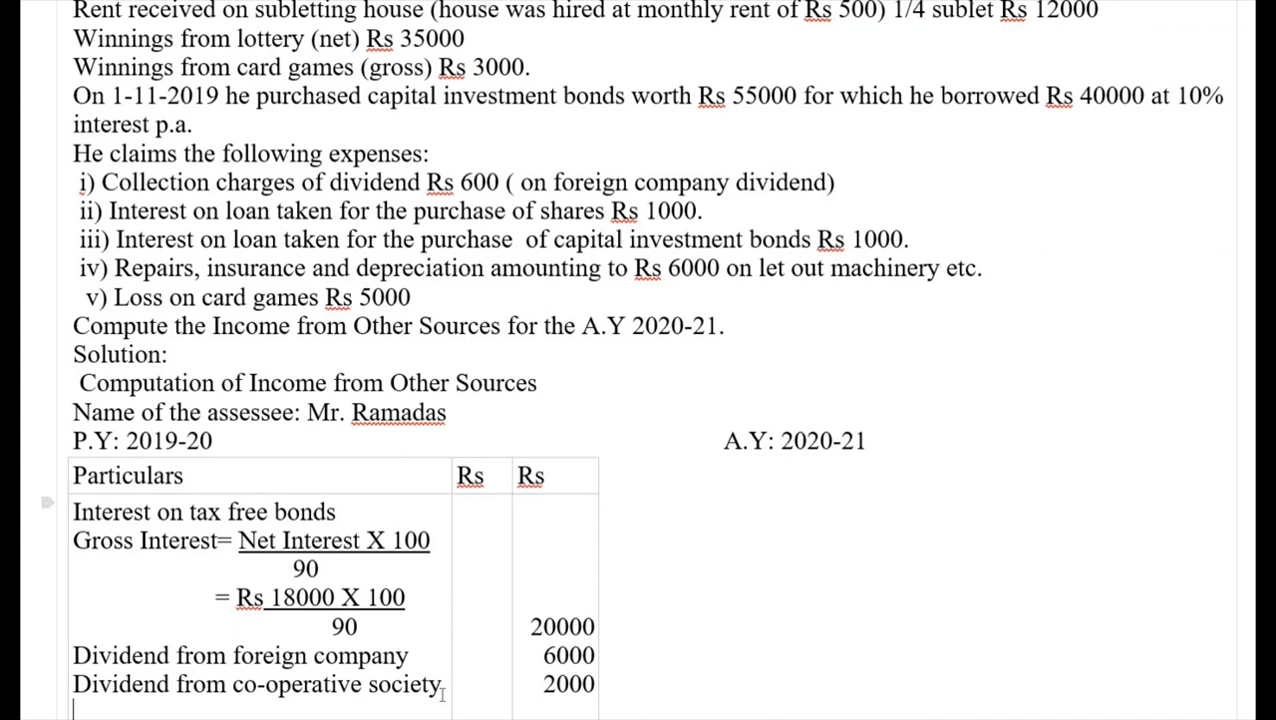 Rent received on subletting house (house was hired at monthly rent of Rs 500) 1/4 sublet Rs 12000
Winnings from lottery (net) Rs 35000
Winnings from card games (gross) Rs 3000.
On 1-11-2019 he purchased capital investment bonds worth Rs 55000 for which he borrowed Rs 40000 at 10%
interest p.a.
He claims the following expenses:
i) Collection charges of dividend Rs 600 ( on foreign company dividend)
ii) Interest on loan taken for the purchase of shares Rs 1000.
iii) Interest on loan taken for the purchase of capital investment bonds Rs 1000.
iv) Repairs, insurance and depreciation amounting to Rs 6000 on let out machinery etc.
v) Loss on card games Rs 5000
Compute the Income from Other Sources for the A.Y 2020-21.
Solution:
Computation of Income from Other Sources
Name of the assessee: Mr. Ramadas
P.Y: 2019-20 A.Y: 2020-21
Particulars Rs Rs
Interest on tax free bonds
Gross Interest= Net Interest X 100
90
= Rs 18000 X 100
90 20000
Dividend from foreign company 6000
Dividend from co-operative society 2000